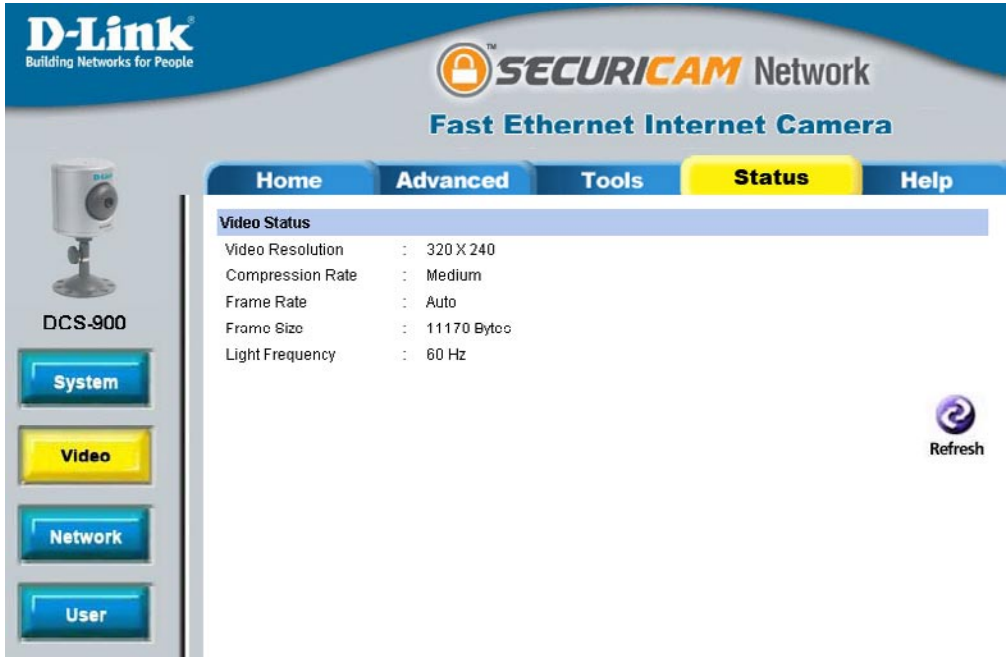 D-Link®
Building Networks for People
SECURICAM™ Network
Fast Ethernet Internet Camera
Home Advanced Tools Status Help
D-Link
DCS-900
System
Video
Network
User
Video Status
Video Resolution : 320 X 240
Compression Rate : Medium
Frame Rate : Auto
Frame Size : 11170 Bytes
Light Frequency : 60 Hz
Refresh